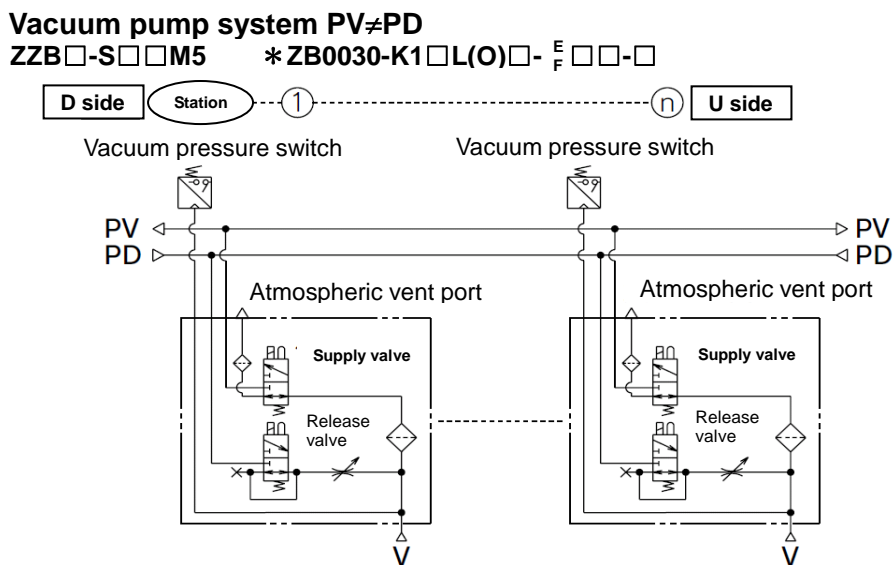 Vacuum pump system PV≠PD
ZZB□-S□□M5 ＊ZB0030-K1□L(O)□- E F □□-□
D side Station 1 n U side
Vacuum pressure switch Vacuum pressure switch
PV PV
PD PD
Atmospheric vent port Atmospheric vent port
Supply valve Supply valve
Release Release
valve valve
V V